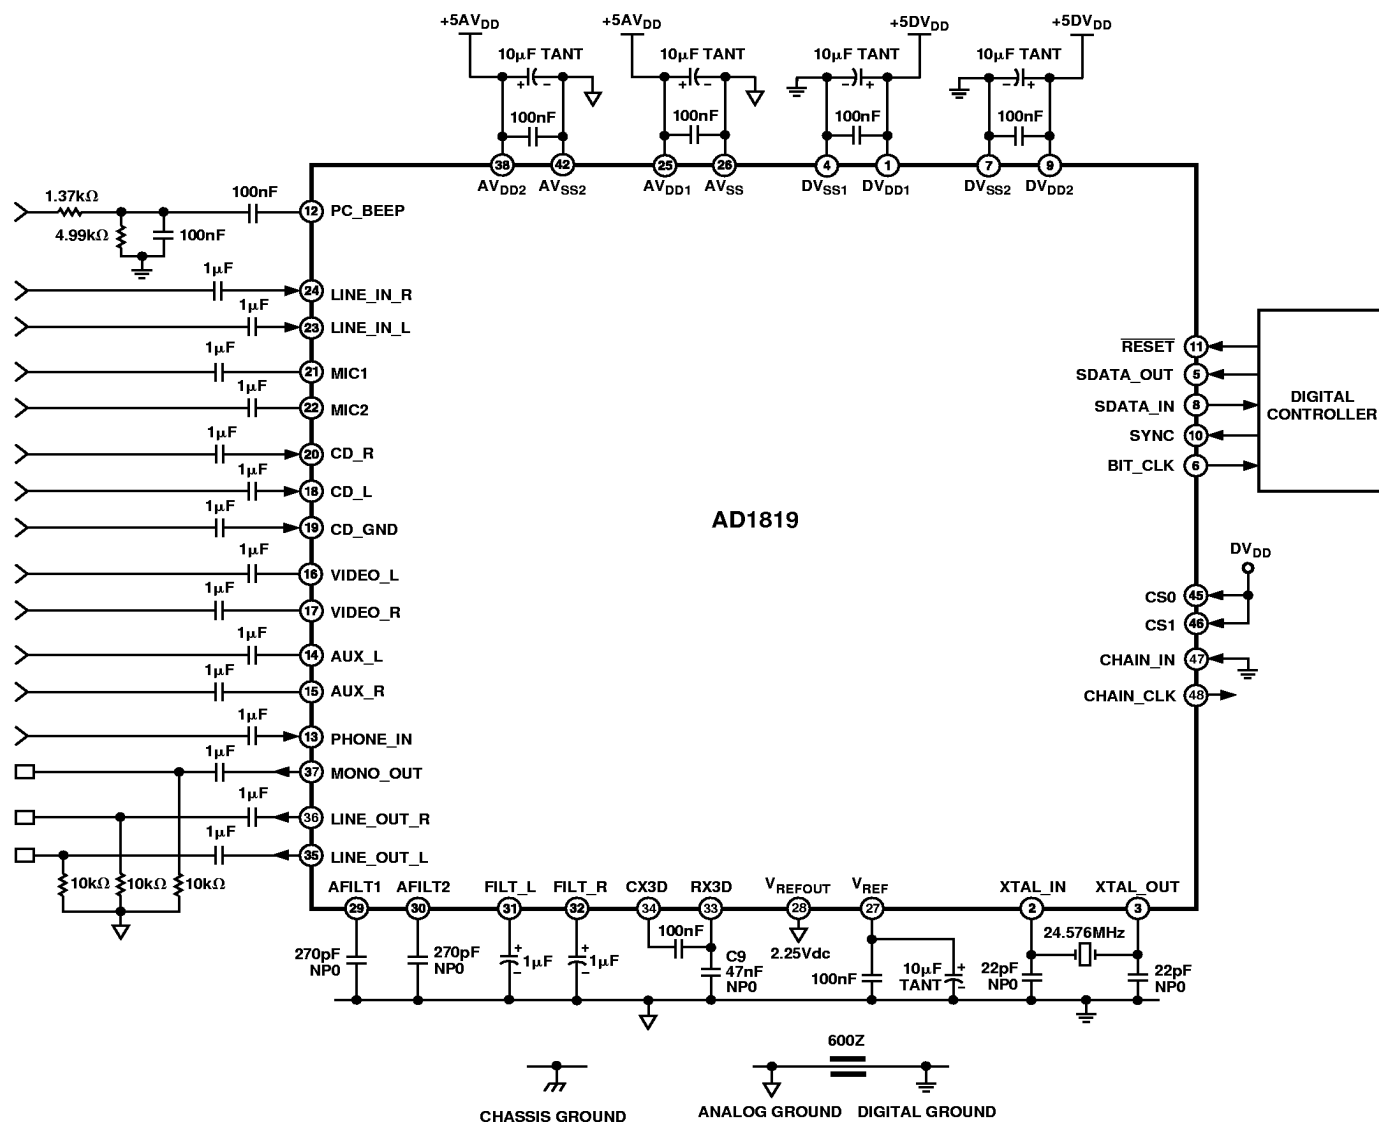 +5AVDD +5AVDD +5DVDD +5DVDD
10µF TANT 10µF TANT 10µF TANT 10µF TANT
+ − + − − + − +
100nF 100nF 100nF 100nF
38 42 25 26 4 1 7 9
AVDD2 AVSS2 AVDD1 AVSS DVSS1 DVDD1 DVSS2 DVDD2
1.37kΩ 100nF
12 PC_BEEP
4.99kΩ 100nF
1µF
24 LINE_IN_R
1µF
23 LINE_IN_L
1µF
21 MIC1
1µF
22 MIC2
1µF
20 CD_R
1µF
18 CD_L
1µF
19 CD_GND
1µF
16 VIDEO_L
1µF
17 VIDEO_R
1µF
14 AUX_L
1µF
15 AUX_R
1µF
13 PHONE_IN
1µF
37 MONO_OUT
1µF
36 LINE_OUT_R
1µF
35 LINE_OUT_L
10kΩ 10kΩ 10kΩ
AD1819
RESET 11
SDATA_OUT 5
SDATA_IN 8
SYNC 10
BIT_CLK 6
DIGITAL
CONTROLLER
DVDD
CS0 45
CS1 46
CHAIN_IN 47
CHAIN_CLK 48
AFILT1 AFILT2 FILT_L FILT_R CX3D RX3D VREFOUT VREF XTAL_IN XTAL_OUT
29 30 31 32 34 33 28 27 2 3
270pF
NP0
270pF
NP0
+
1µF
−
+
1µF
−
100nF
C9
47nF
NP0
2.25Vdc
100nF
10µF
TANT
+
−
24.576MHz
22pF
NP0
22pF
NP0
600Z
CHASSIS GROUND
ANALOG GROUND DIGITAL GROUND